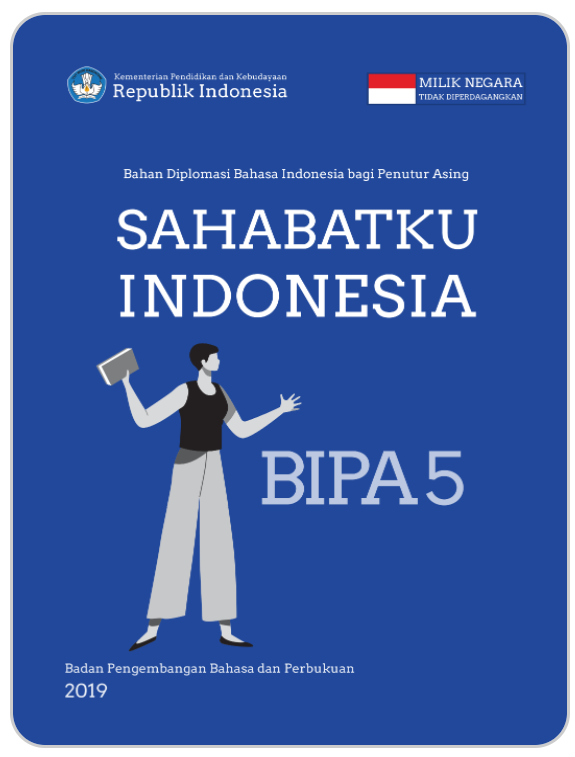 Kementerian Pendidikan dan Kebudayaan
Republik Indonesia
MILIK NEGARA
TIDAK DIPERDAGANGKAN
Bahan Diplomasi Bahasa Indonesia bagi Penutur Asing
SAHABATKU
INDONESIA
BIPA 5
Badan Pengembangan Bahasa dan Perbukuan
2019